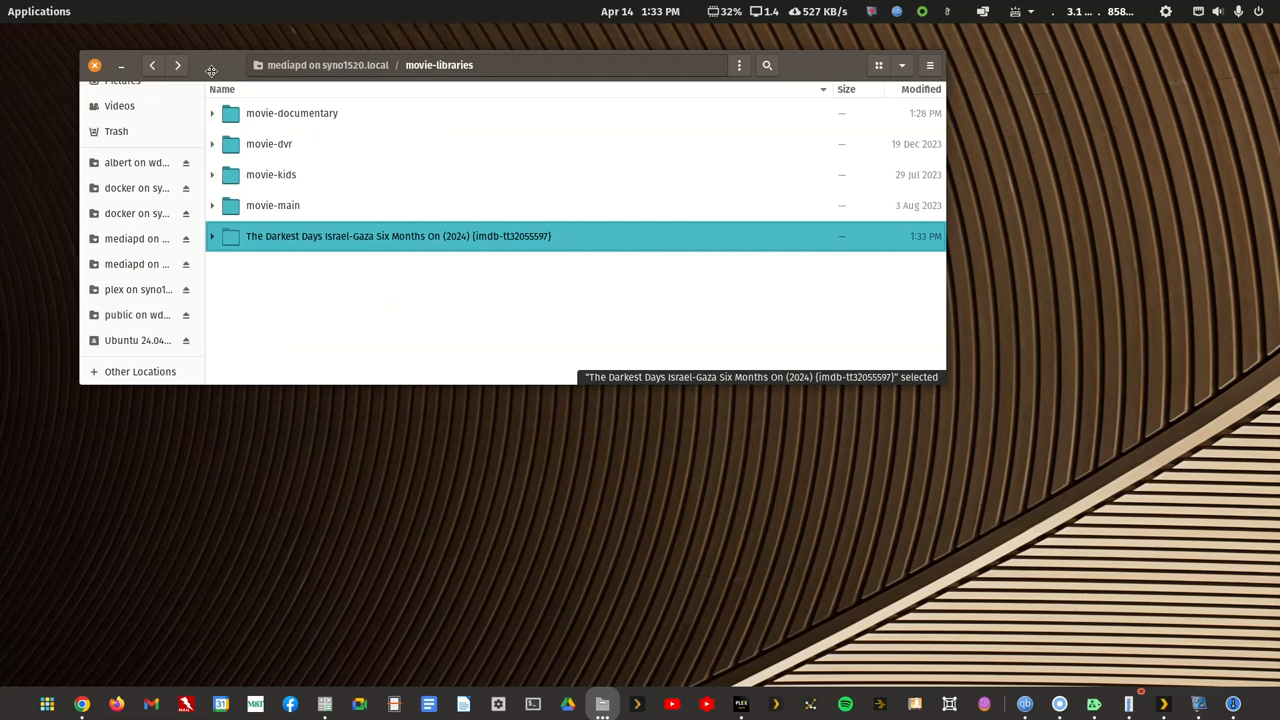 Applications
Apr 14 1:33 PM
32% 1.4 527 KB/s
3.1 ... 858...
mediapd on syno1520.local / movie-libraries
Pictures
Videos
Trash
albert on wd...
docker on sy...
docker on sy...
mediapd on ...
mediapd on ...
plex on syno1...
public on wd...
Ubuntu 24.04...
Other Locations
Name Size Modified
movie-documentary — 1:28 PM
movie-dvr — 19 Dec 2023
movie-kids — 29 Jul 2023
movie-main — 3 Aug 2023
The Darkest Days Israel-Gaza Six Months On (2024) {imdb-tt32055597} — 1:33 PM
"The Darkest Days Israel-Gaza Six Months On (2024) {imdb-tt32055597}" selected